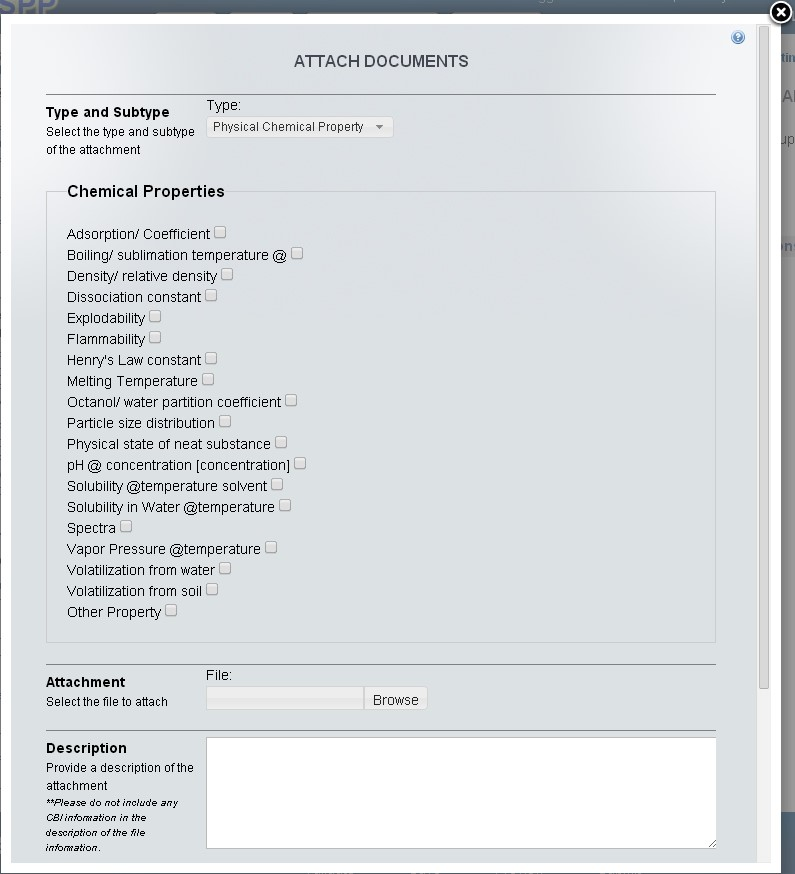 SPP
ATTACH DOCUMENTS
Type and Subtype
Select the type and subtype
of the attachment
Type:
Physical Chemical Property
Chemical Properties
Adsorption/ Coefficient
Boiling/ sublimation temperature @
Density/ relative density
Dissociation constant
Explodability
Flammability
Henry's Law constant
Melting Temperature
Octanol/ water partition coefficient
Particle size distribution
Physical state of neat substance
pH @ concentration [concentration]
Solubility @temperature solvent
Solubility in Water @temperature
Spectra
Vapor Pressure @temperature
Volatilization from water
Volatilization from soil
Other Property
Attachment
Select the file to attach
File:
Browse
Description
Provide a description of the
attachment
**Please do not include any
CBI information in the
description of the file
information.